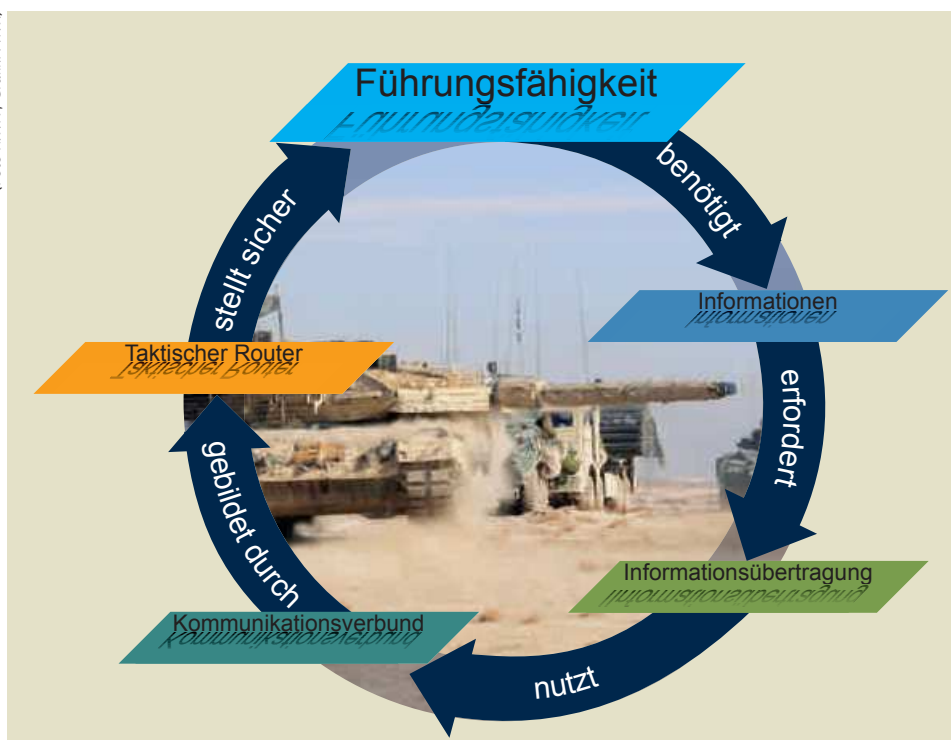 Führungsfähigkeit
benötigt
Informationen
erfordert
Informationsübertragung
nutzt
Kommunikationsverbund
gebildet durch
Taktischer Router
stellt sicher